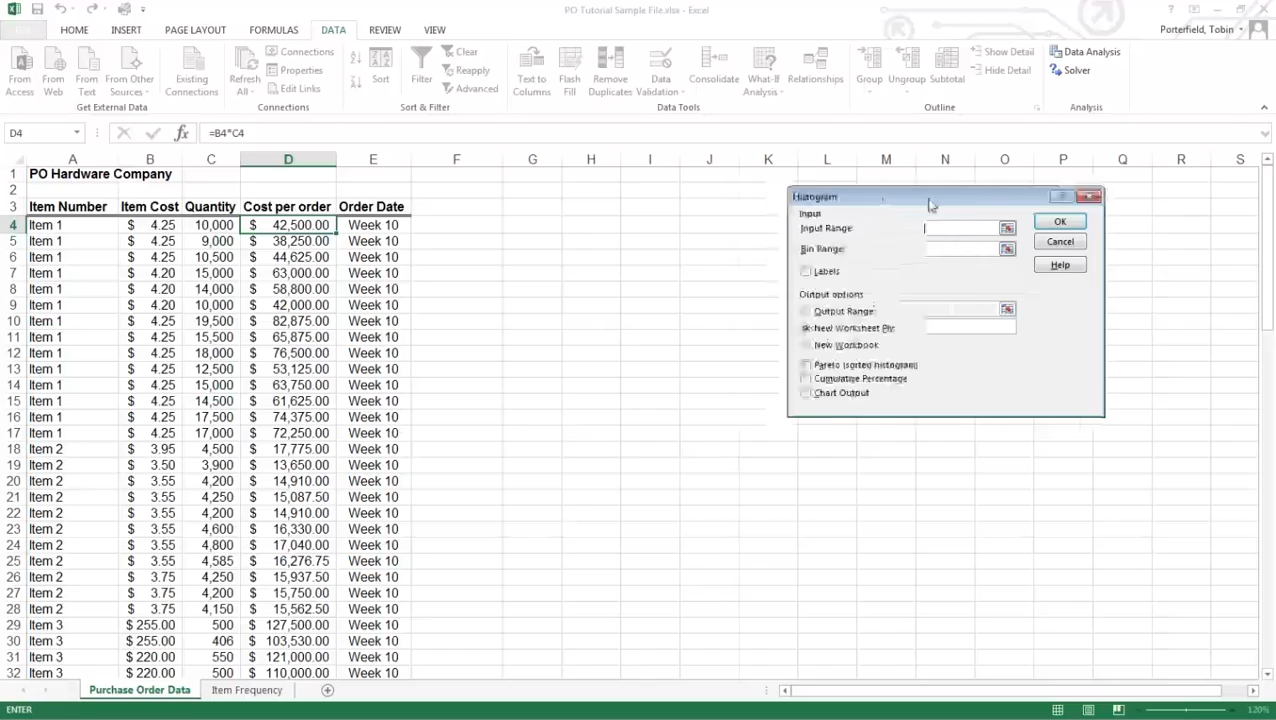 PO Tutorial Sample File.xlsx - Excel
HOME INSERT PAGE LAYOUT FORMULAS DATA REVIEW VIEW Porterfield, Tobin
From Access
From Web
From Text
From Other Sources
Existing Connections
Get External Data
Refresh All
Connections
Properties
Edit Links
Connections
Sort
Filter
Clear
Reapply
Advanced
Sort & Filter
Text to Columns
Flash Fill
Remove Duplicates
Data Validation
Consolidate
What-If Analysis
Relationships
Data Tools
Group
Ungroup
Subtotal
Show Detail
Hide Detail
Outline
Data Analysis
Solver
Analysis
D4 fx =B4*C4
A B C D E F G H I J K L M N O P Q R S
1 PO Hardware Company
2
3 Item Number Item Cost Quantity Cost per order Order Date
4 Item 1 $ 4.25 10,000 $ 42,500.00 Week 10
5 Item 1 $ 4.25 9,000 $ 38,250.00 Week 10
6 Item 1 $ 4.25 10,500 $ 44,625.00 Week 10
7 Item 1 $ 4.20 15,000 $ 63,000.00 Week 10
8 Item 1 $ 4.20 14,000 $ 58,800.00 Week 10
9 Item 1 $ 4.20 10,000 $ 42,000.00 Week 10
10 Item 1 $ 4.25 19,500 $ 82,875.00 Week 10
11 Item 1 $ 4.25 15,500 $ 65,875.00 Week 10
12 Item 1 $ 4.25 18,000 $ 76,500.00 Week 10
13 Item 1 $ 4.25 12,500 $ 53,125.00 Week 10
14 Item 1 $ 4.25 15,000 $ 63,750.00 Week 10
15 Item 1 $ 4.25 14,500 $ 61,625.00 Week 10
16 Item 1 $ 4.25 17,500 $ 74,375.00 Week 10
17 Item 1 $ 4.25 17,000 $ 72,250.00 Week 10
18 Item 2 $ 3.95 4,500 $ 17,775.00 Week 10
19 Item 2 $ 3.50 3,900 $ 13,650.00 Week 10
20 Item 2 $ 3.55 4,200 $ 14,910.00 Week 10
21 Item 2 $ 3.55 4,250 $ 15,087.50 Week 10
22 Item 2 $ 3.55 4,200 $ 14,910.00 Week 10
23 Item 2 $ 3.55 4,600 $ 16,330.00 Week 10
24 Item 2 $ 3.55 4,800 $ 17,040.00 Week 10
25 Item 2 $ 3.55 4,585 $ 16,276.75 Week 10
26 Item 2 $ 3.75 4,250 $ 15,937.50 Week 10
27 Item 2 $ 3.75 4,200 $ 15,750.00 Week 10
28 Item 2 $ 3.75 4,150 $ 15,562.50 Week 10
29 Item 3 $ 255.00 500 $ 127,500.00 Week 10
30 Item 3 $ 255.00 406 $ 103,530.00 Week 10
31 Item 3 $ 220.00 550 $ 121,000.00 Week 10
32 Item 3 $ 220.00 500 $ 110,000.00 Week 10
Histogram
Input
Input Range:
Bin Range:
Labels
OK
Cancel
Help
Output options
Output Range:
New Worksheet Ply:
New Workbook
Pareto (sorted histogram)
Cumulative Percentage
Chart Output
Purchase Order Data Item Frequency
ENTER 120%